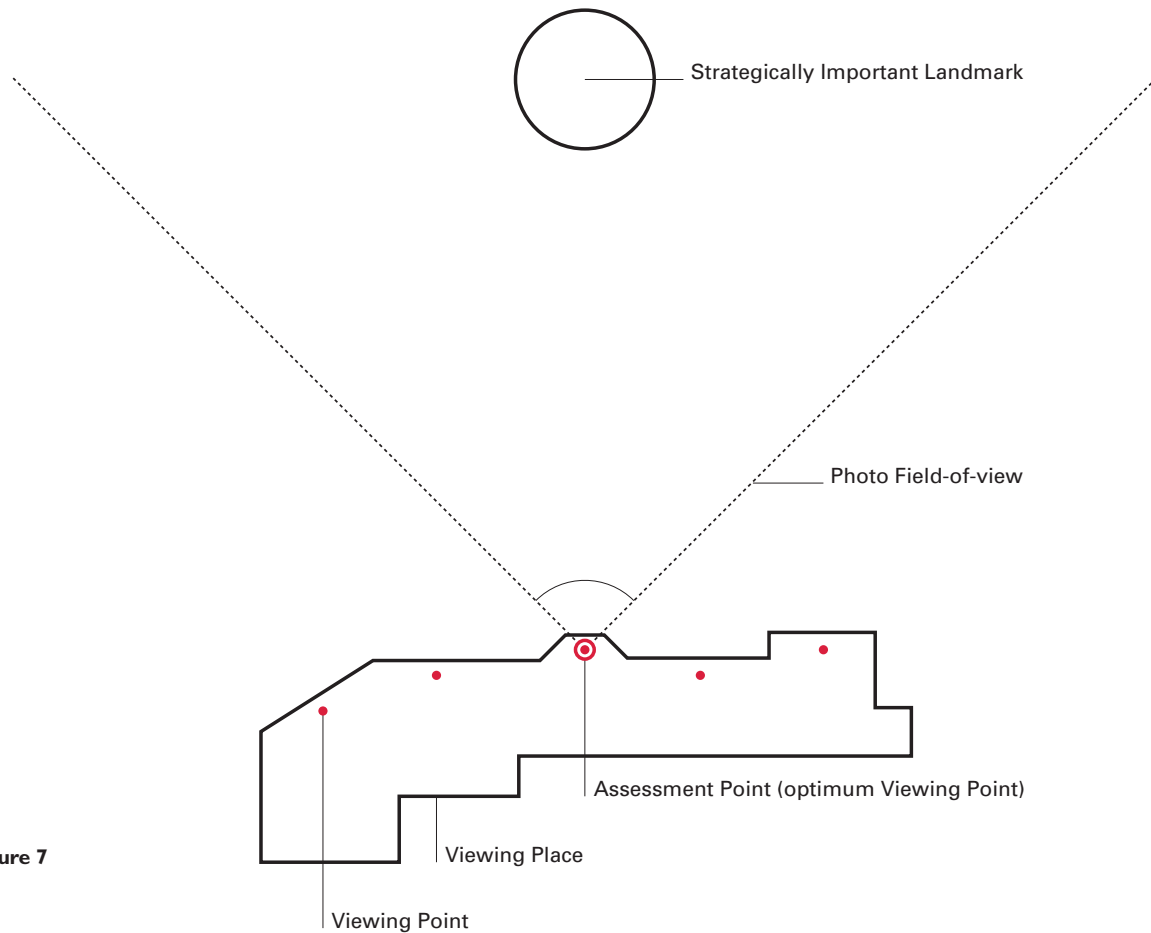 Strategically Important Landmark
Photo Field-of-view
Assessment Point (optimum Viewing Point)
Viewing Place
ure 7
Viewing Point